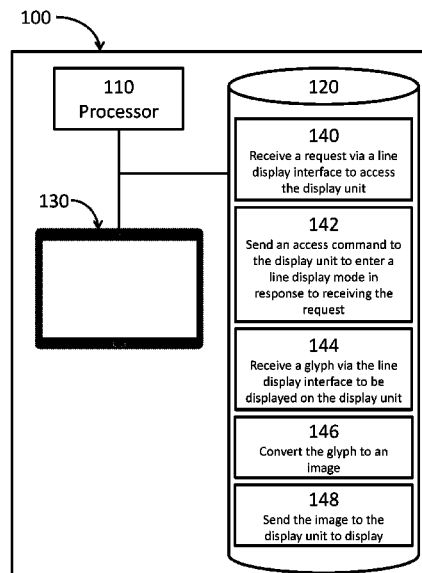 100
110
Processor
120
140
Receive a request via a line
display interface to access
the display unit
130
142
Send an access command to
the display unit to enter a
line display mode in
response to receiving the
request
144
Receive a glyph via the line
display interface to be
displayed on the display unit
146
Convert the glyph to an
image
148
Send the image to the
display unit to display